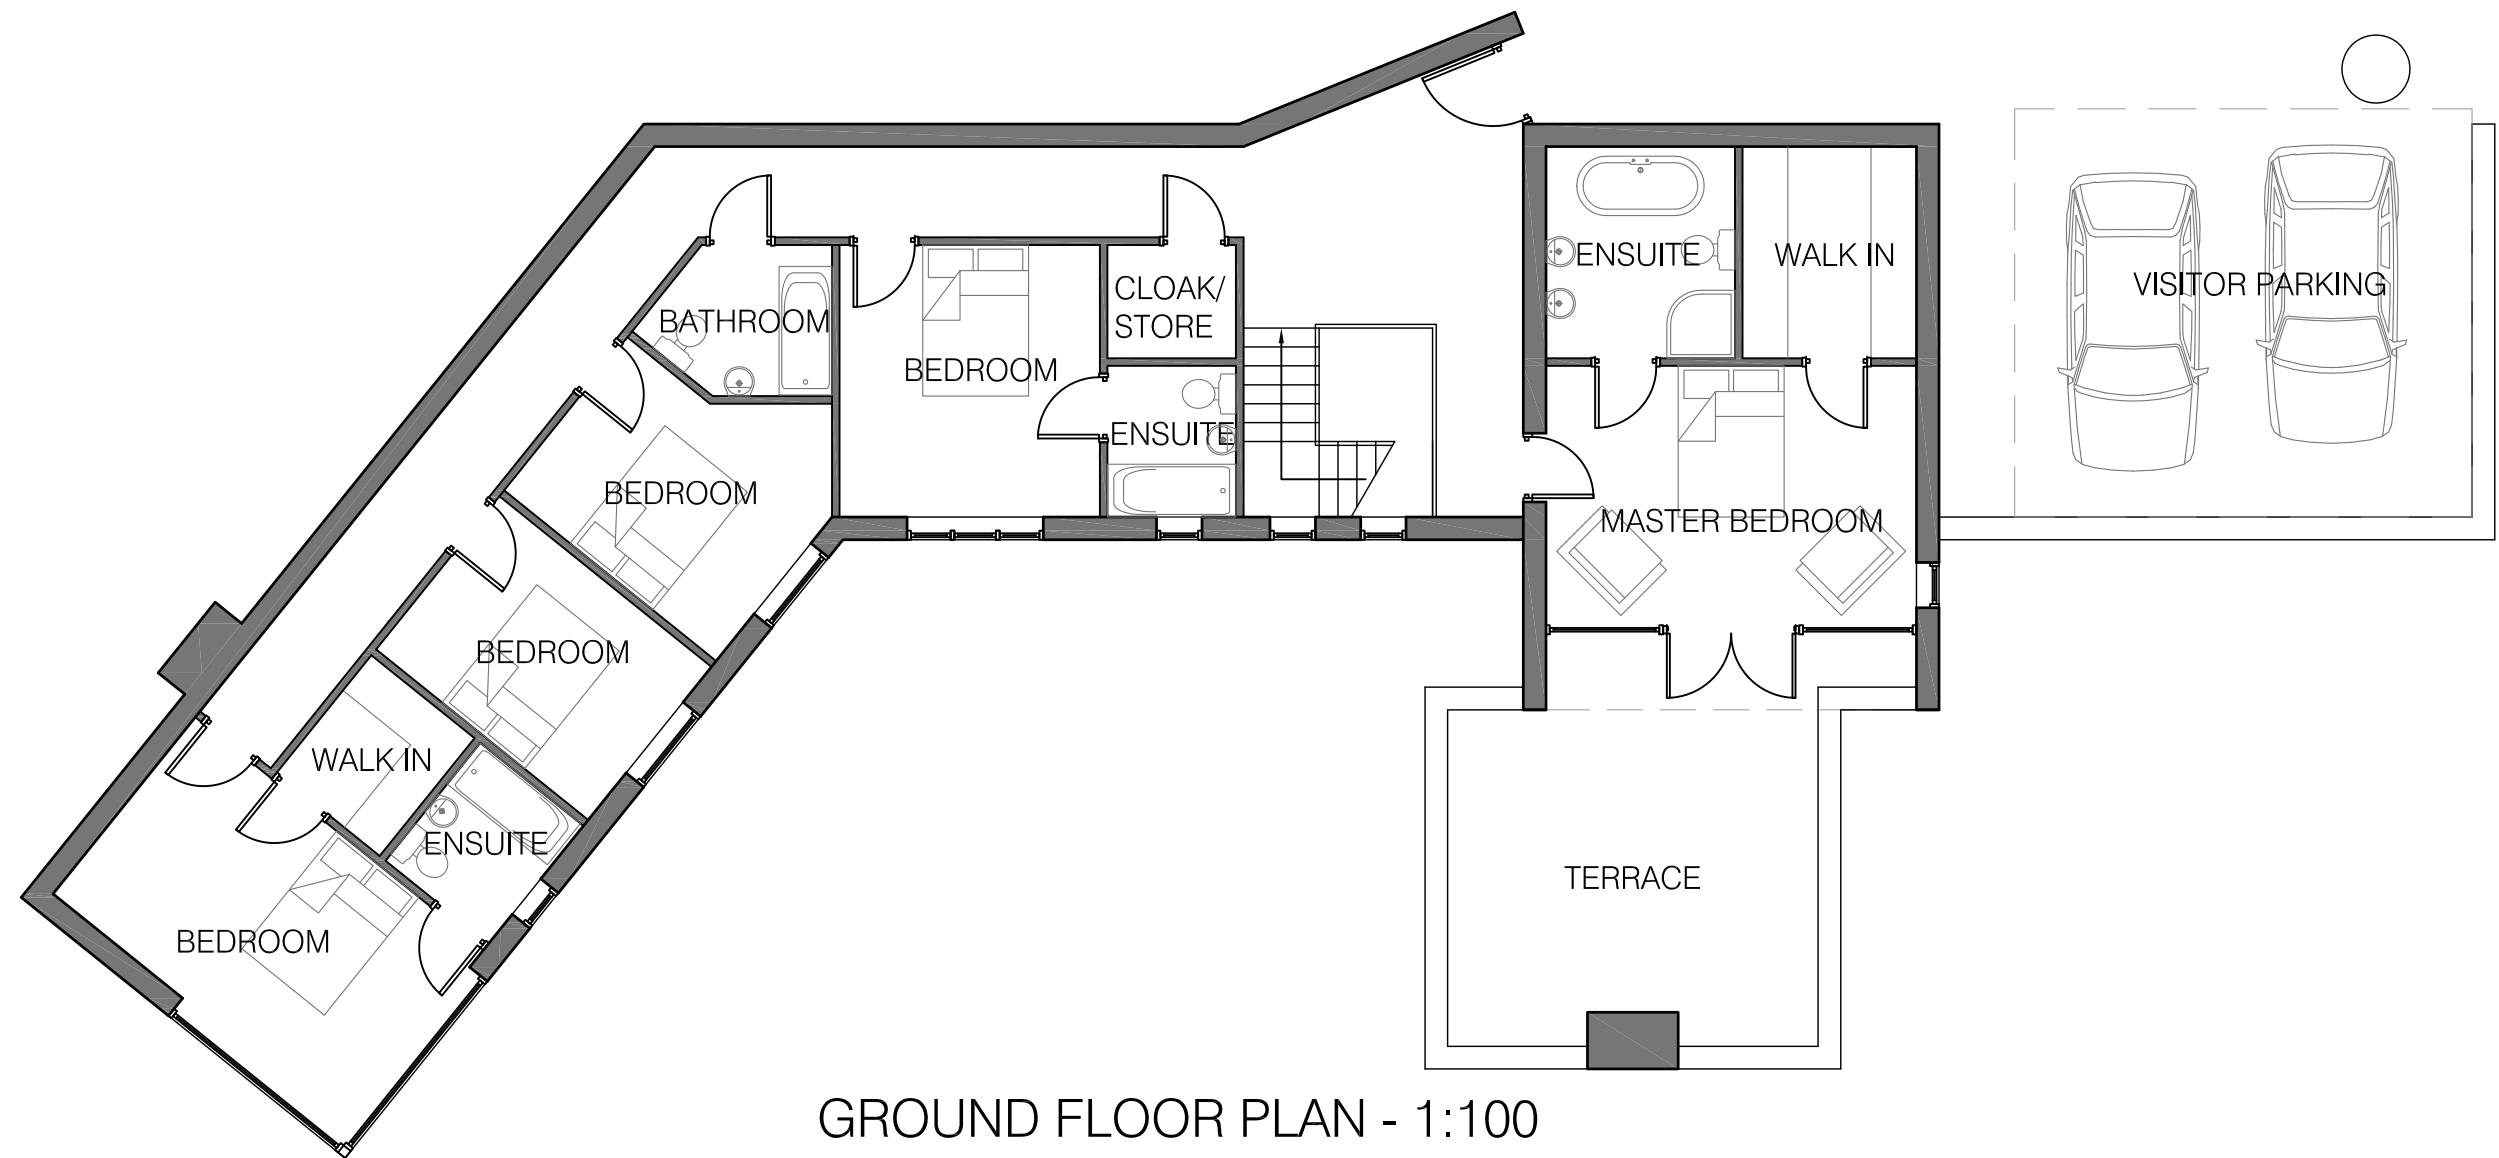 ENSUITE
WALK IN
VISITOR PARKING
CLOAK/
STORE
BATHROOM
BEDROOM
ENSUITE
BEDROOM
MASTER BEDROOM
BEDROOM
WALK IN
ENSUITE
TERRACE
BEDROOM
GROUND FLOOR PLAN - 1:100